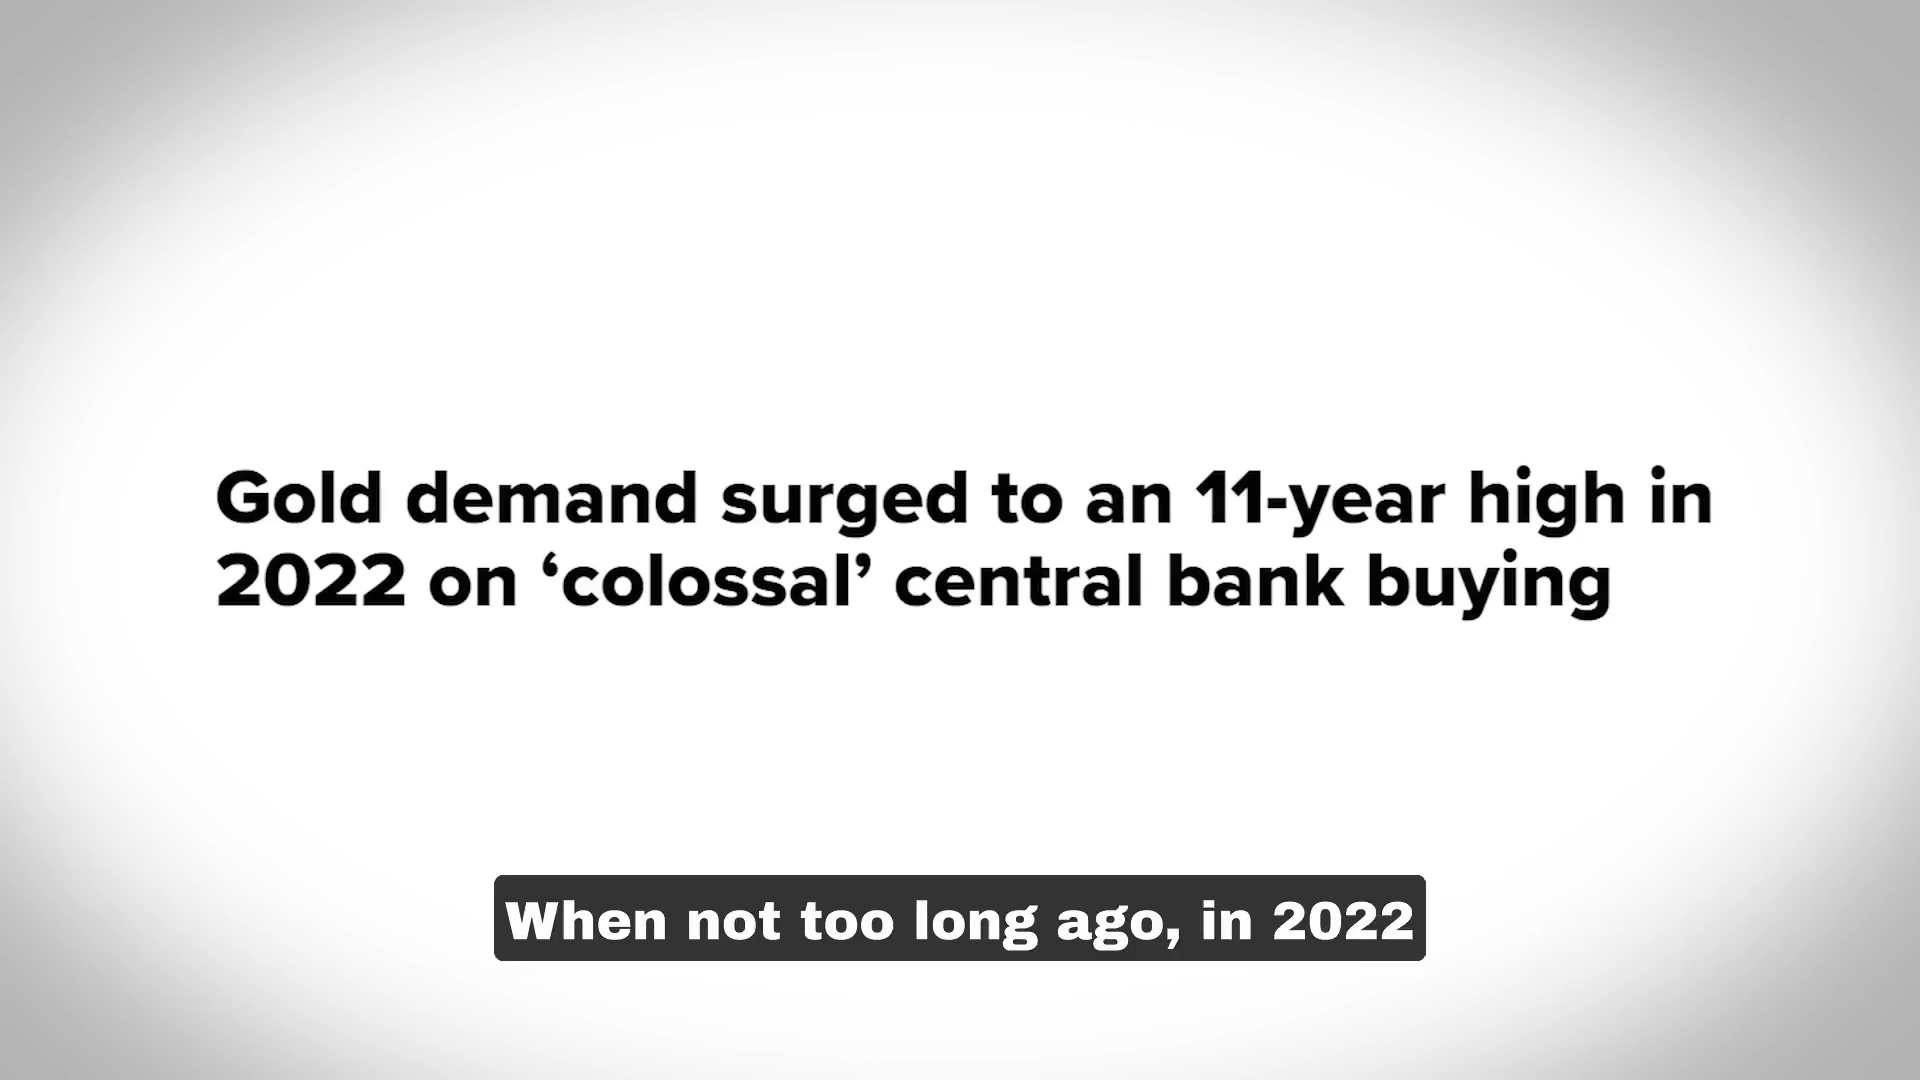 Gold demand surged to an 11-year high in
2022 on ‘colossal’ central bank buying
When not too long ago, in 2022